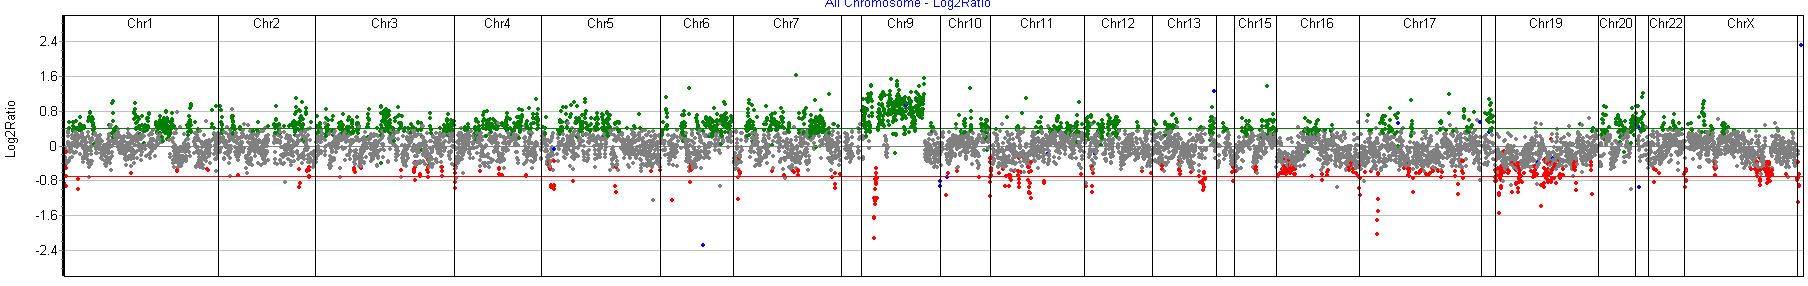 All Chromosome - Log2Ratio
Chr1 Chr2 Chr3 Chr4 Chr5 Chr6 Chr7 Chr9 Chr10 Chr11 Chr12 Chr13 Chr15 Chr16 Chr17 Chr19 Chr20 Chr22 ChrX
2.4
1.6
0.8
Log2Ratio
0
-0.8
-1.6
-2.4